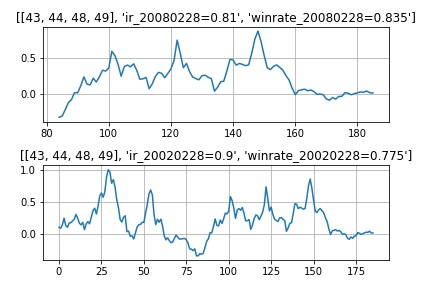 [[43, 44, 48, 49], 'ir_20080228=0.81', 'winrate_20080228=0.835']
0.5
0.0
80 100 120 140 160 180
[[43, 44, 48, 49], 'ir_20020228=0.9', 'winrate_20020228=0.775']
1.0
0.5
0.0
0 25 50 75 100 125 150 175